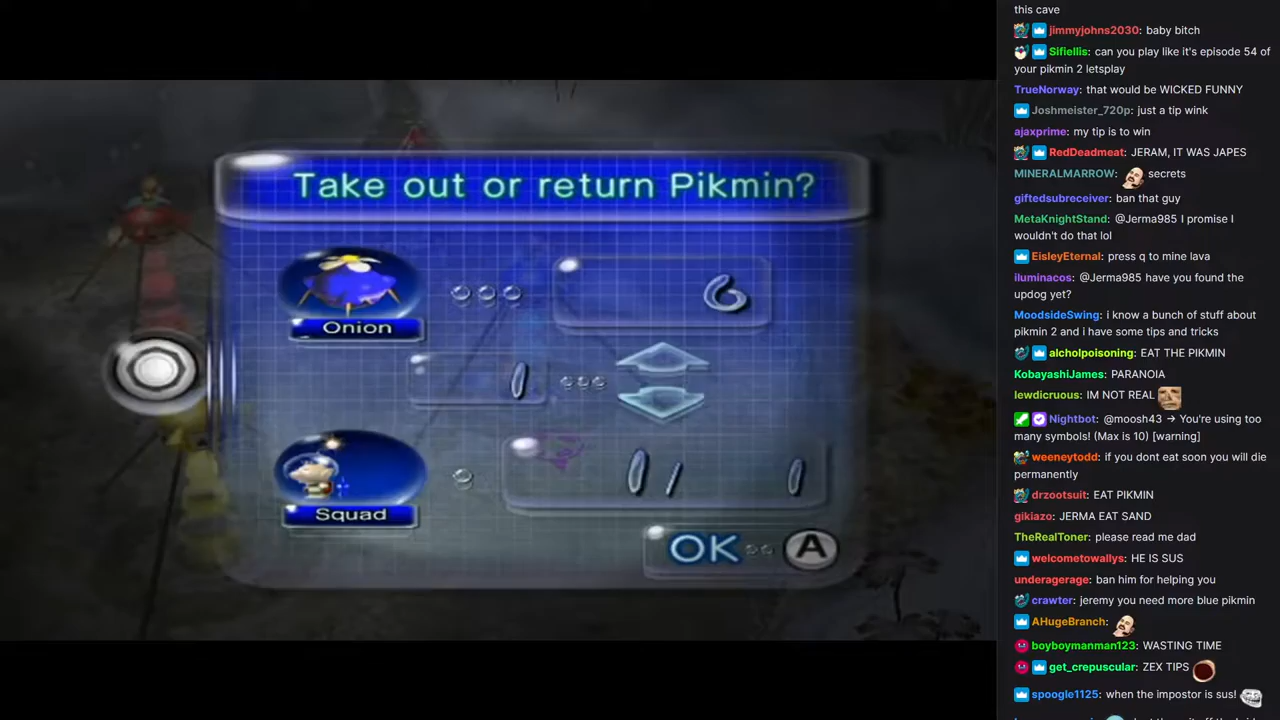 Take out or return Pikmin?
Onion
6
1
Squad
1 / 1
OK
A
this cave
jimmyjohns2030: baby bitch
Sifiellis: can you play like it's episode 54 of
your pikmin 2 letsplay
TrueNorway: that would be WICKED FUNNY
Joshmeister_720p: just a tip wink
ajaxprime: my tip is to win
RedDeadmeat: JERAM, IT WAS JAPES
MINERALMARROW: secrets
giftedsubreceiver: ban that guy
MetaKnightStand: @Jerma985 I promise I
wouldn't do that lol
EisleyEternal: press q to mine lava
iluminacos: @Jerma985 have you found the
updog yet?
MoodsideSwing: i know a bunch of stuff about
pikmin 2 and i have some tips and tricks
alcholpoisoning: EAT THE PIKMIN
KobayashiJames: PARANOIA
lewdicruous: IM NOT REAL
Nightbot: @moosh43 → You're using too
many symbols! (Max is 10) [warning]
weeneytodd: if you dont eat soon you will die
permanently
drzootsuit: EAT PIKMIN
gikiazo: JERMA EAT SAND
TheRealToner: please read me dad
welcometowallys: HE IS SUS
underagerage: ban him for helping you
crawter: jeremy you need more blue pikmin
AHugeBranch:
boyboymanman123: WASTING TIME
get_crepuscular: ZEX TIPS
spoogle1125: when the impostor is sus!